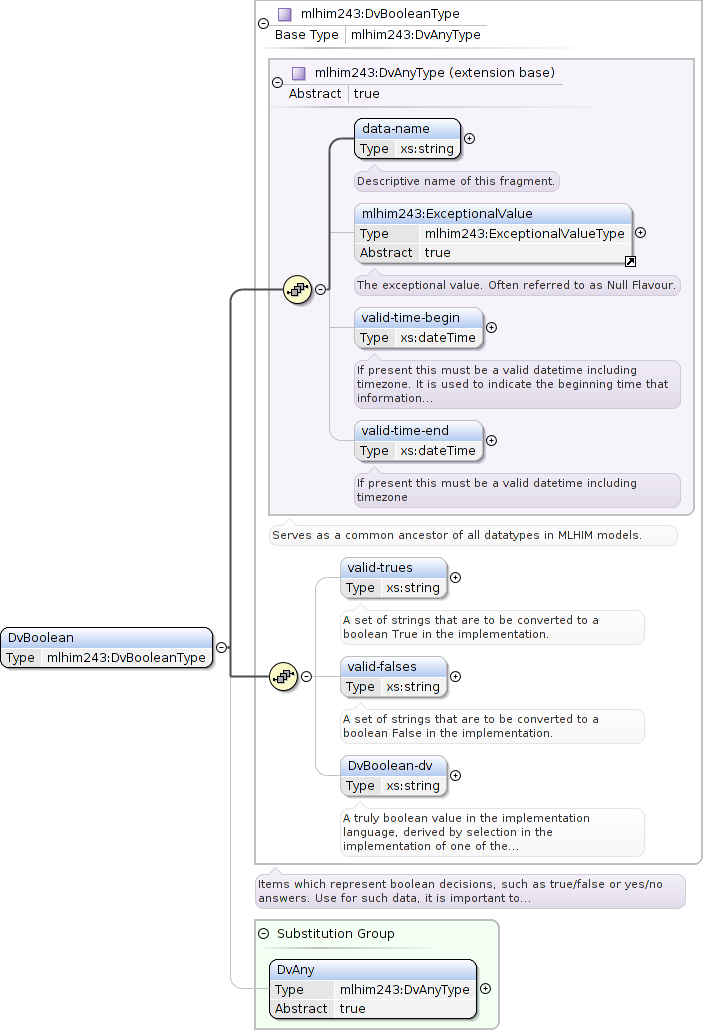 mlhim243:DvBooleanType
Base Type mlhim243:DvAnyType
mlhim243:DvAnyType (extension base)
Abstract true
data-name
Type xs:string
Descriptive name of this fragment.
mlhim243:ExceptionalValue
Type mlhim243:ExceptionalValueType
Abstract true
The exceptional value. Often referred to as Null Flavour.
valid-time-begin
Type xs:dateTime
If present this must be a valid datetime including
timezone. It is used to indicate the beginning time that
information...
valid-time-end
Type xs:dateTime
If present this must be a valid datetime including
timezone
Serves as a common ancestor of all datatypes in MLHIM models.
valid-trues
Type xs:string
A set of strings that are to be converted to a
boolean True in the implementation.
DvBoolean
Type mlhim243:DvBooleanType
valid-falses
Type xs:string
A set of strings that are to be converted to a
boolean False in the implementation.
DvBoolean-dv
Type xs:string
A truly boolean value in the implementation
language, derived by selection in the
implementation of one of the...
Items which represent boolean decisions, such as true/false or yes/no
answers. Use for such data, it is important to...
Substitution Group
DvAny
Type mlhim243:DvAnyType
Abstract true